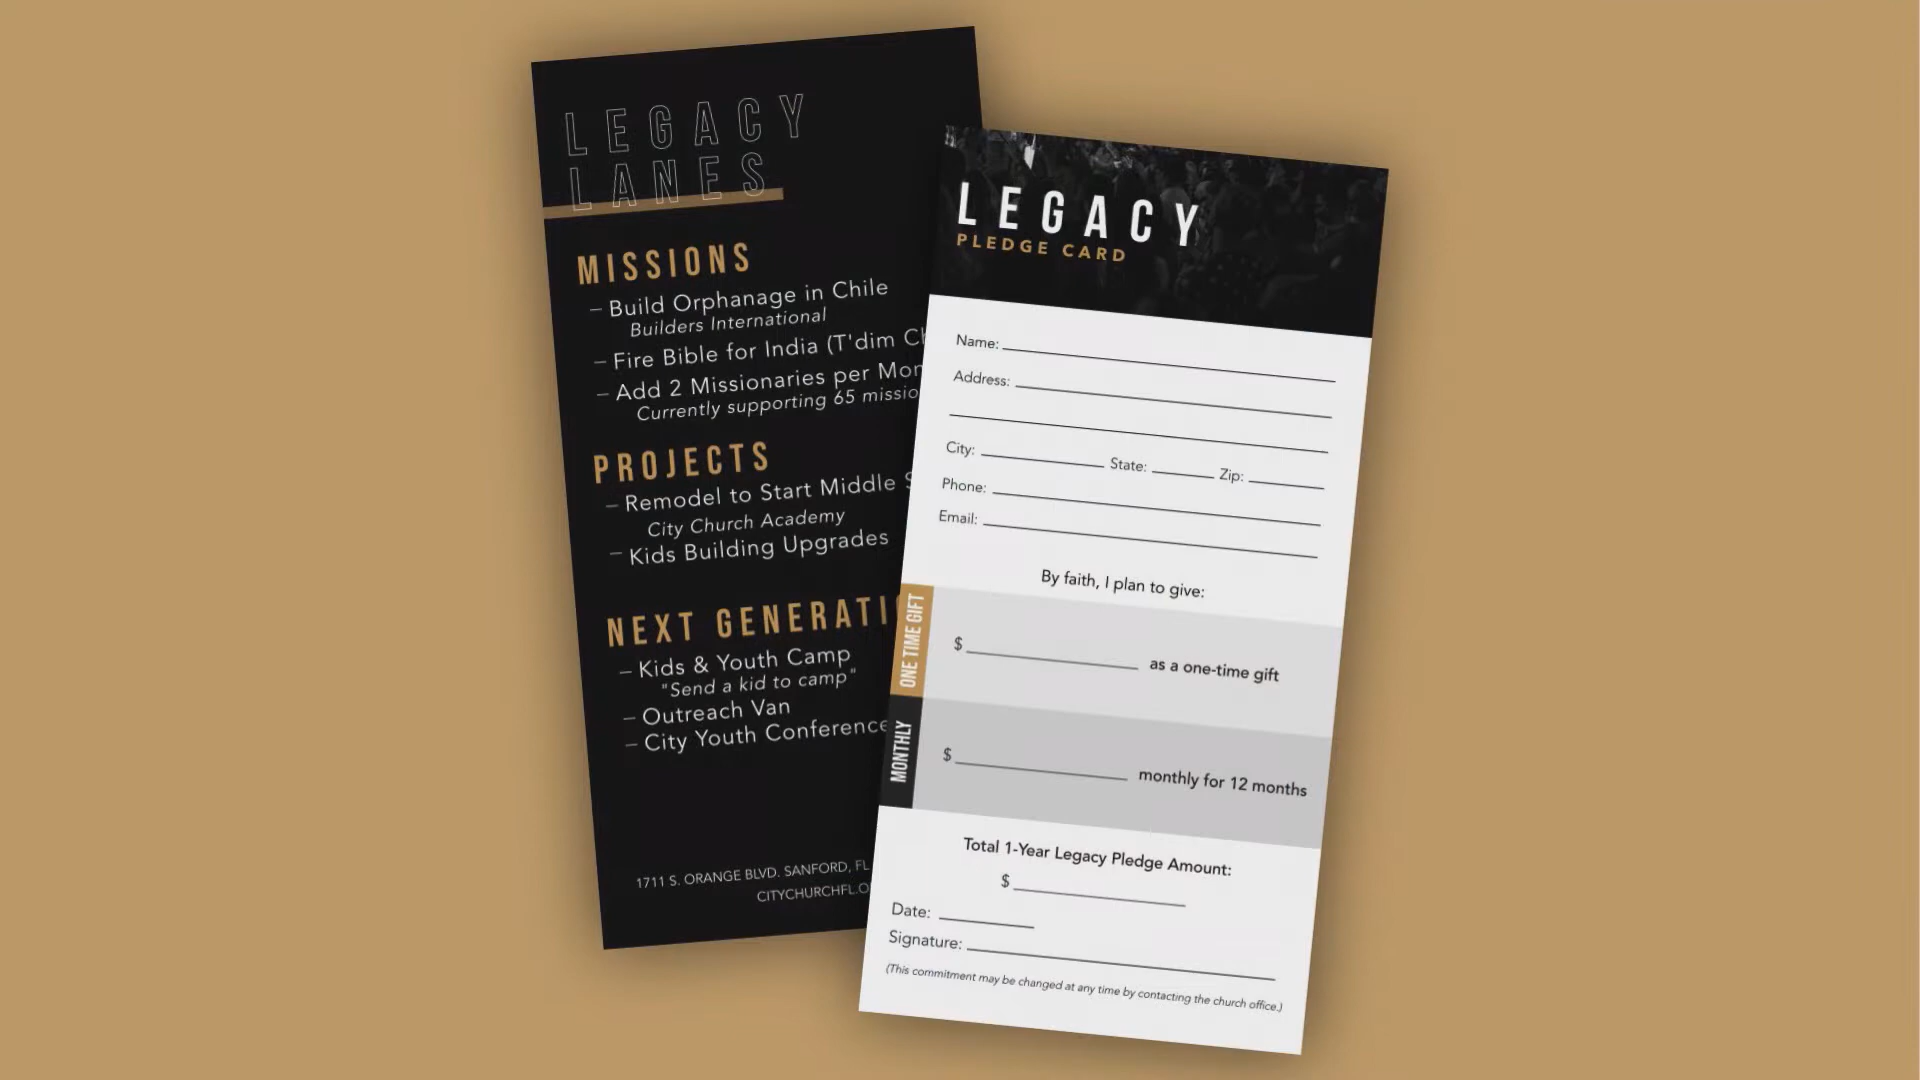 LEGACY
LANES
MISSIONS
– Build Orphanage in Chile
Builders International
– Fire Bible for India (T'dim
– Add 2 Missionaries per
Currently supporting 65
PROJECTS
– Remodel to Start Middle
City Church Academy
– Kids Building Upgrades
NEXT
– Kids & Youth Camp
"Send a kid to camp"
– Outreach Van
– City Youth Conference
1711 S. ORANGE BLVD. SANFORD, FL
LEGACY
PLEDGE CARD
Name:
Address:
City: State: Zip:
Phone:
Email:
By faith, I plan to give:
ONE TIME GIFT
$ as a one-time gift
MONTHLY
$ monthly for 12 months
Total 1-Year Legacy Pledge Amount:
$
Date:
Signature:
(This commitment may be changed at any time by contacting the church office.)